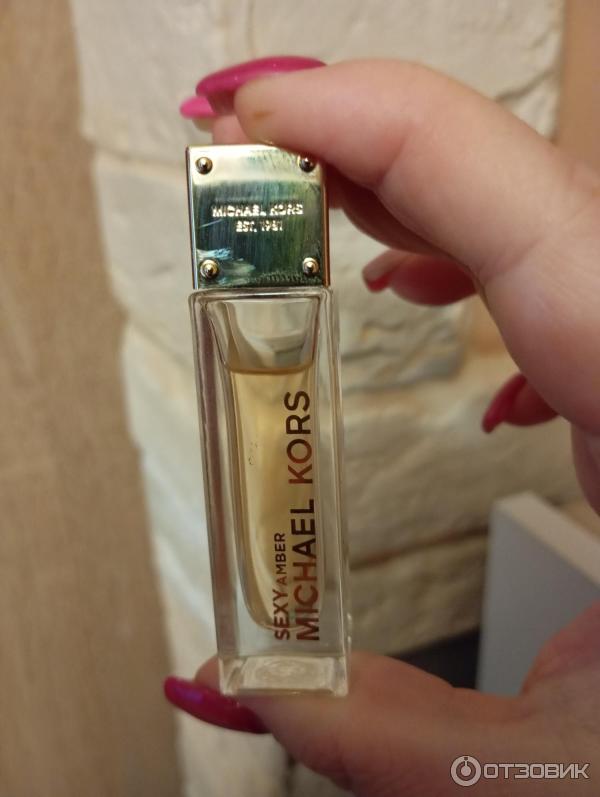 MICHAEL KORS
EST. 1981
SEXY AMBER
MICHAEL KORS
ОТЗОВИК